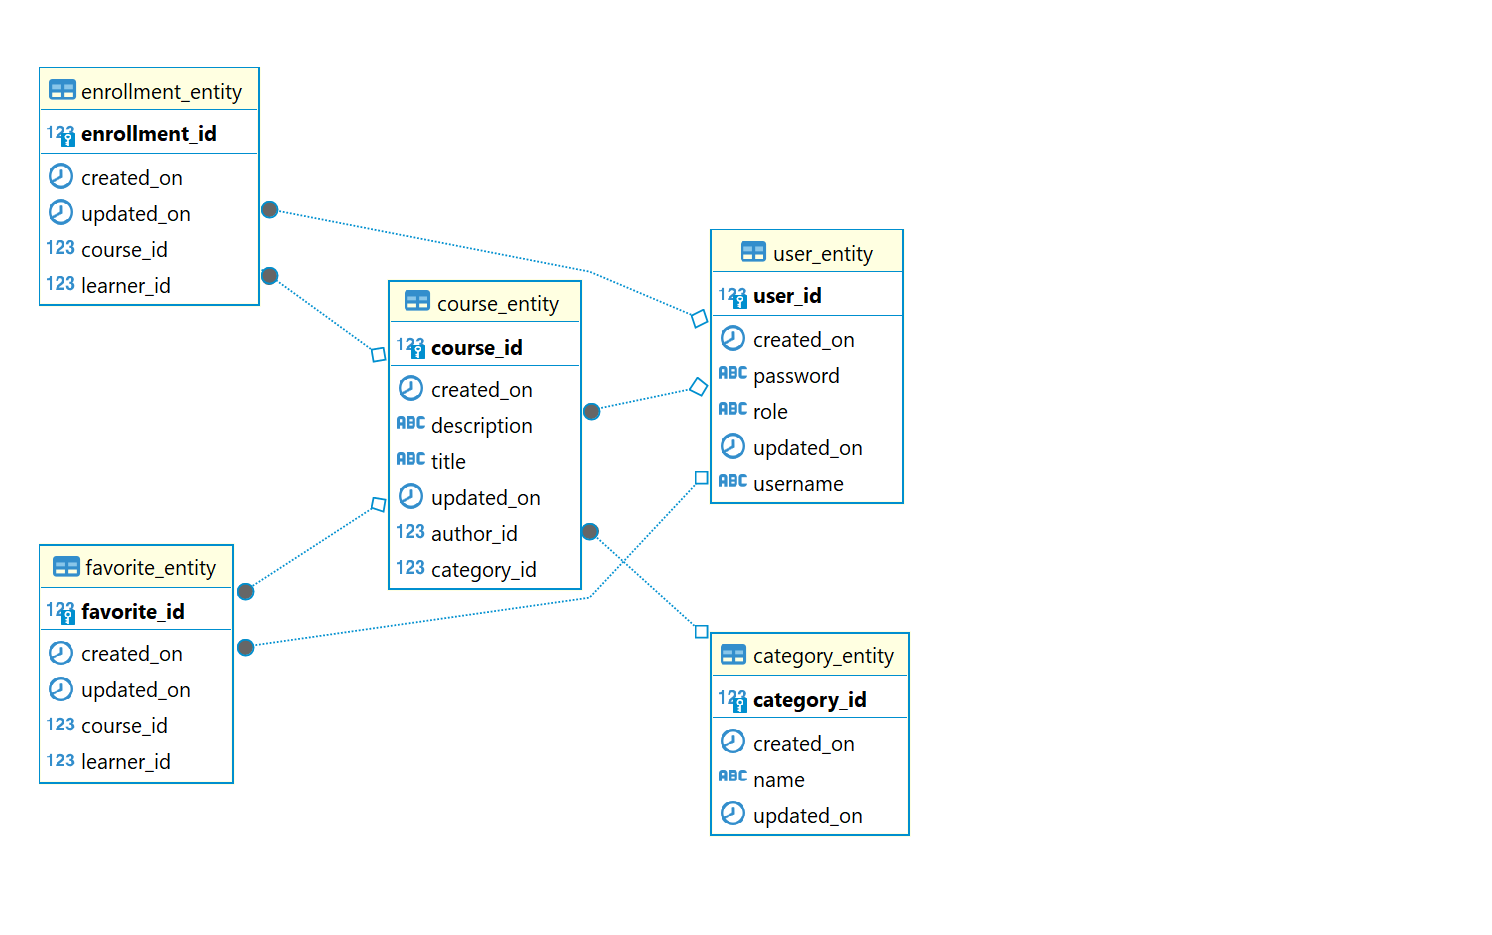 enrollment_entity
123 enrollment_id
created_on
updated_on
123 course_id
123 learner_id
course_entity
123 course_id
created_on
ABC description
ABC title
updated_on
123 author_id
123 category_id
user_entity
123 user_id
created_on
ABC password
ABC role
updated_on
ABC username
favorite_entity
123 favorite_id
created_on
updated_on
123 course_id
123 learner_id
category_entity
123 category_id
created_on
ABC name
updated_on